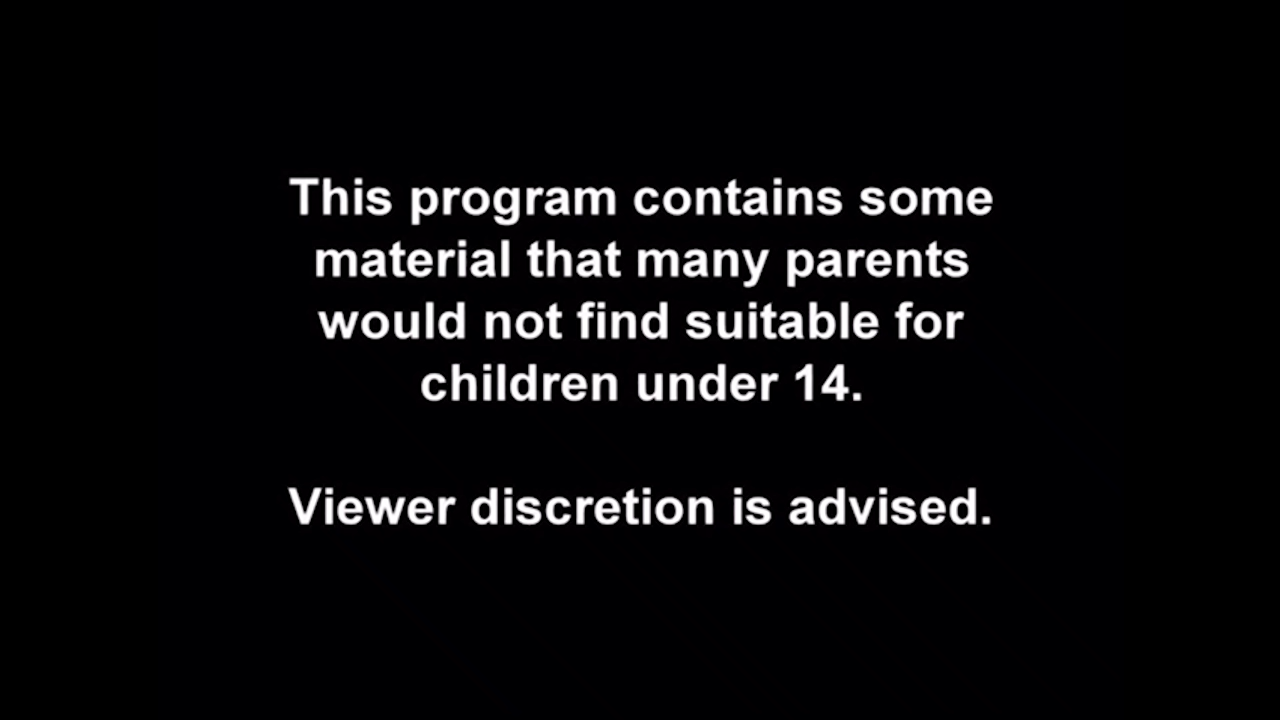 This program contains some
material that many parents
would not find suitable for
children under 14.
Viewer discretion is advised.